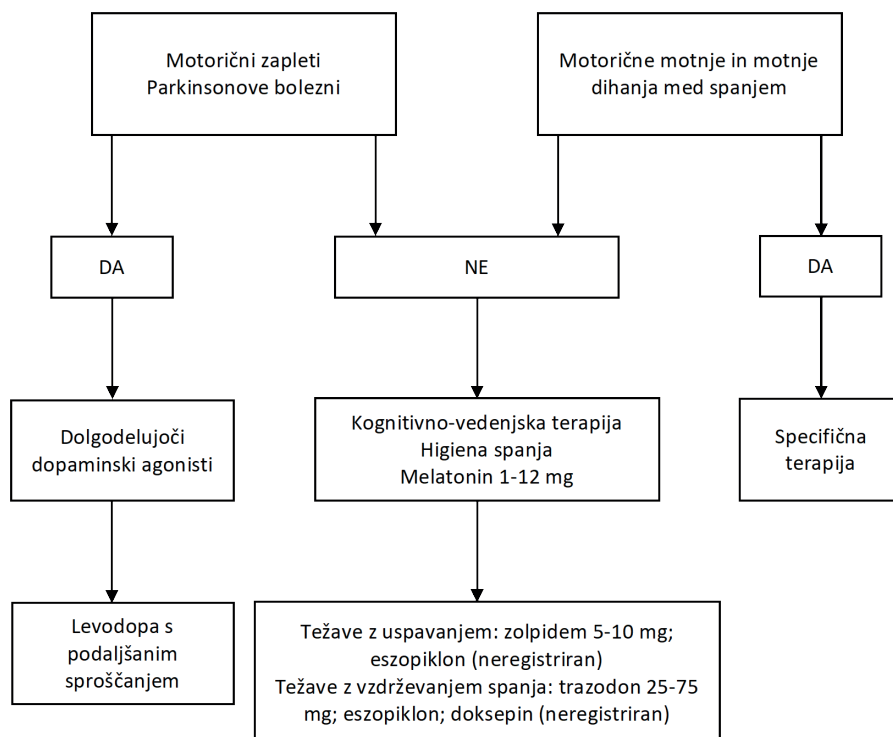 Motorični zapleti
Parkinsonove bolezni
Motorične motnje in motnje
dihanja med spanjem
DA
NE
DA
Dolgodelujoči
dopaminski agonisti
Kognitivno-vedenjska terapija
Higiena spanja
Melatonin 1-12 mg
Specifična
terapija
Levodopa s
podaljšanim
sproščanjem
Težave z uspavanjem: zolpidem 5-10 mg;
eszopiklon (neregistriran)
Težave z vzdrževanjem spanja: trazodon 25-75
mg; eszopiklon; doksepin (neregistriran)